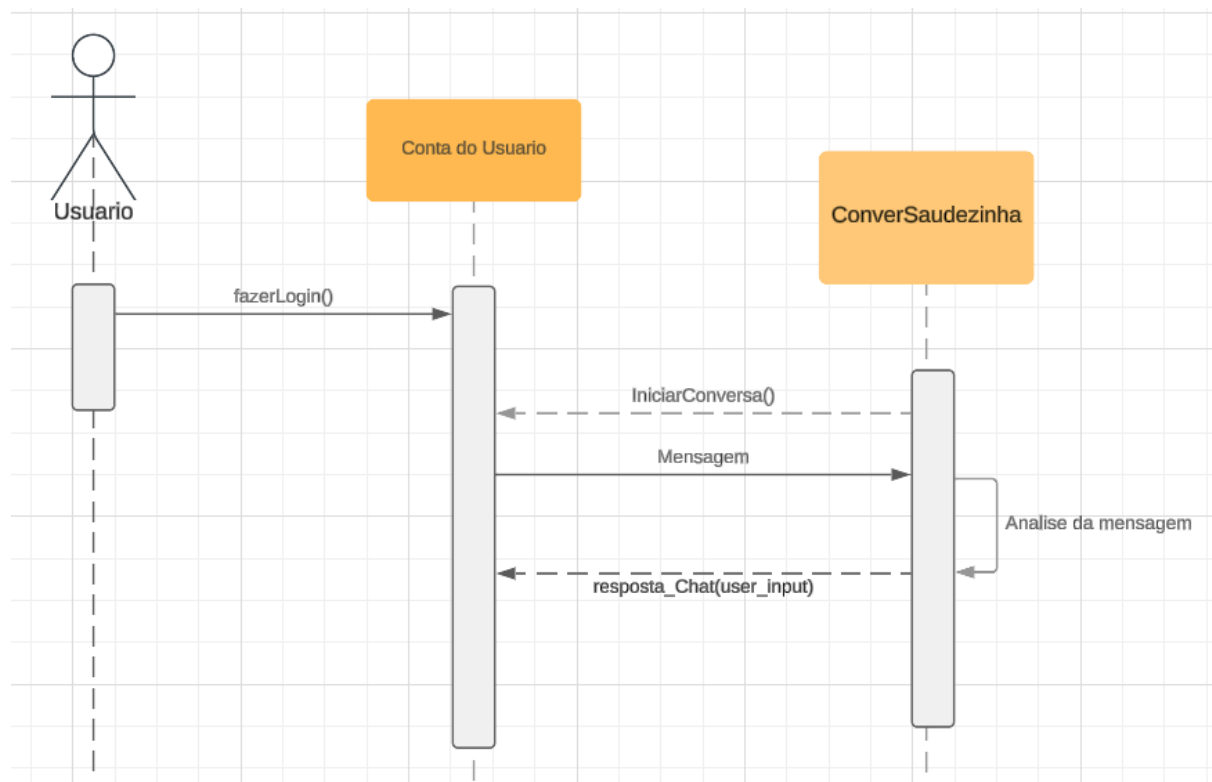 Conta do Usuario
Usuario
ConverSaudezinha
fazerLogin()
IniciarConversa()
Mensagem
Analise da mensagem
resposta_Chat(user_input)